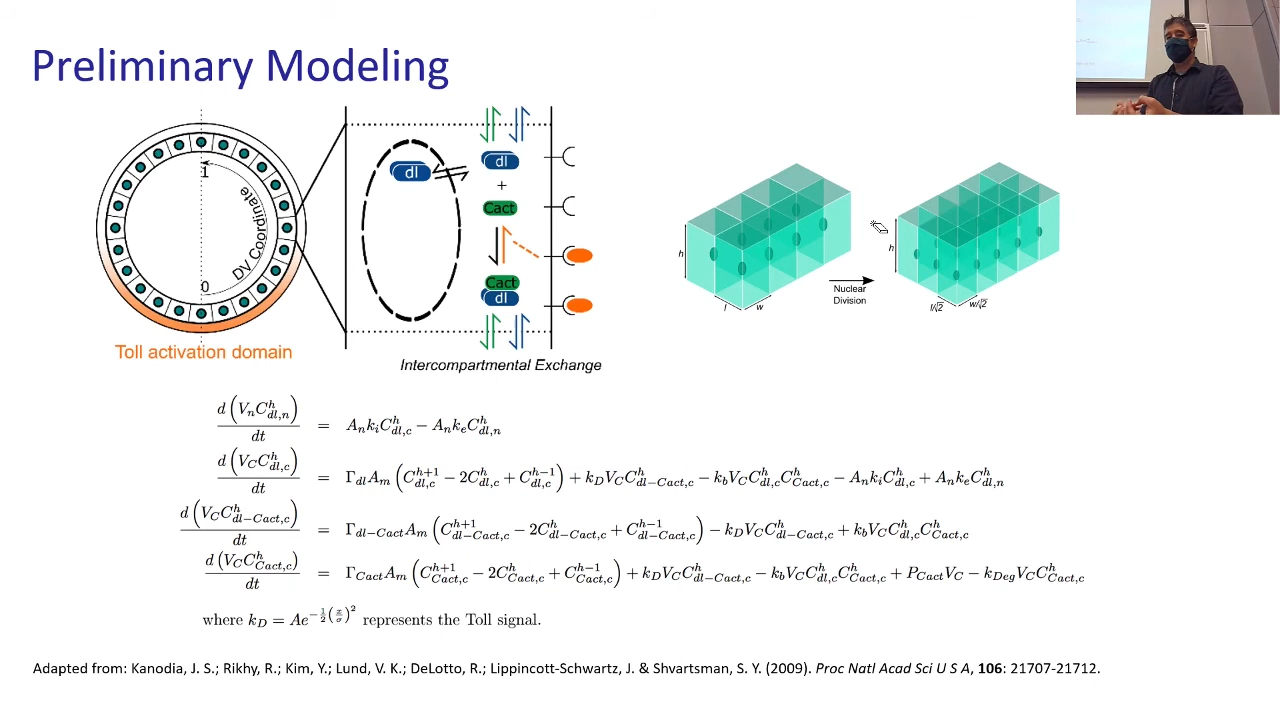 Preliminary Modeling
1
DV Coordinate
0
Toll activation domain
dl
dl
+
Cact
Cact
dl
Intercompartmental Exchange
h
l
w
Nuclear
Division
h
l/√2
w/√2
d(V_n C^h_{dl,n})/dt = A_n k_i C^h_{dl,c} − A_n k_e C^h_{dl,n}
d(V_C C^h_{dl,c})/dt = Γ_{dl} A_m (C^{h+1}_{dl,c} − 2C^h_{dl,c} + C^{h−1}_{dl,c}) + k_D V_C C^h_{dl−Cact,c} − k_b V_C C^h_{dl,c} C^h_{Cact,c} − A_n k_i C^h_{dl,c} + A_n k_e C^h_{dl,n}
d(V_C C^h_{dl−Cact,c})/dt = Γ_{dl−Cact} A_m (C^{h+1}_{dl−Cact,c} − 2C^h_{dl−Cact,c} + C^{h−1}_{dl−Cact,c}) − k_D V_C C^h_{dl−Cact,c} + k_b V_C C^h_{dl,c} C^h_{Cact,c}
d(V_C C^h_{Cact,c})/dt = Γ_{Cact} A_m (C^{h+1}_{Cact,c} − 2C^h_{Cact,c} + C^{h−1}_{Cact,c}) + k_D V_C C^h_{dl−Cact,c} − k_b V_C C^h_{dl,c} C^h_{Cact,c} + P_{Cact} V_C − k_{Deg} V_C C^h_{Cact,c}
where k_D = Ae^{−½(x/σ)²} represents the Toll signal.
Adapted from: Kanodia, J. S.; Rikhy, R.; Kim, Y.; Lund, V. K.; DeLotto, R.; Lippincott-Schwartz, J. & Shvartsman, S. Y. (2009). Proc Natl Acad Sci U S A, 106: 21707-21712.